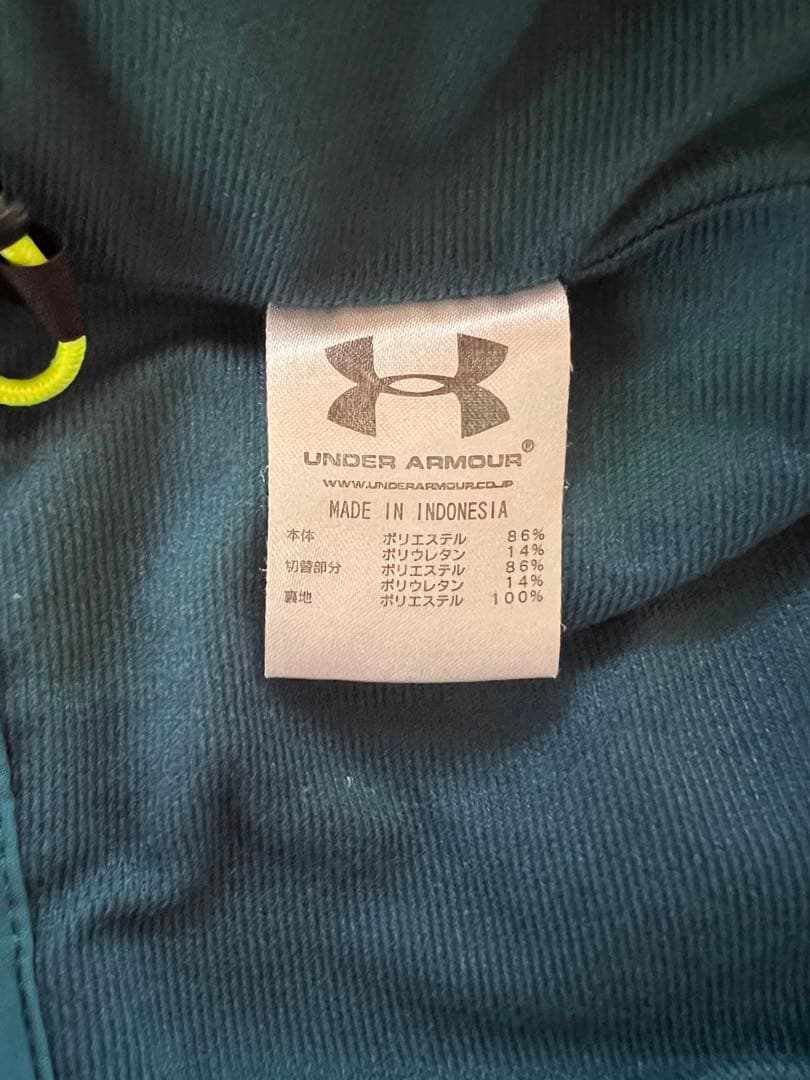 UNDER ARMOUR®
WWW.UNDERARMOUR.CO.JP
MADE IN INDONESIA
本体 ポリエステル 86%
ポリウレタン 14%
切替部分 ポリエステル 86%
ポリウレタン 14%
裏地 ポリエステル 100%